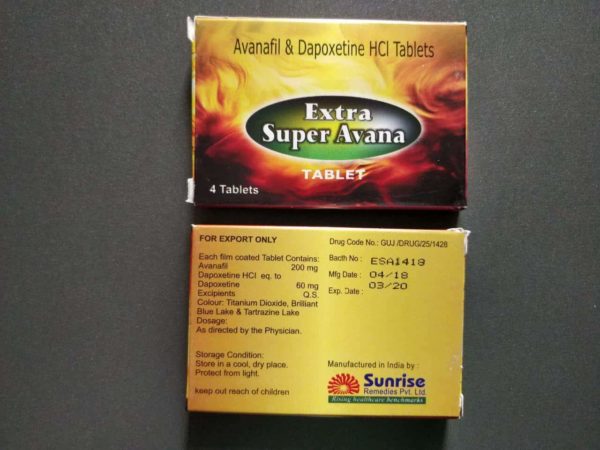 Avanafil & Dapoxetine HCl Tablets
Extra
Super Avana
TABLET
4 Tablets
FOR EXPORT ONLY
Each film coated Tablet Contains:
Avanafil 200 mg
Dapoxetine HCl eq. to
Dapoxetine 60 mg
Excipients Q.S.
Colour: Titanium Dioxide, Brilliant
Blue Lake & Tartrazine Lake
Dosage:
As directed by the Physician.
Storage Condition:
Store in a cool, dry place.
Protect from light.
keep out reach of children
Drug Code No.: GUJ /DRUG/25/1428
Bacth No : ESA1418
Mfg Date : 04/18
Exp. Date : 03/20
Manufactured in India by :
Sunrise
Remedies Pvt. Ltd.
Rising healthcare benchmarks